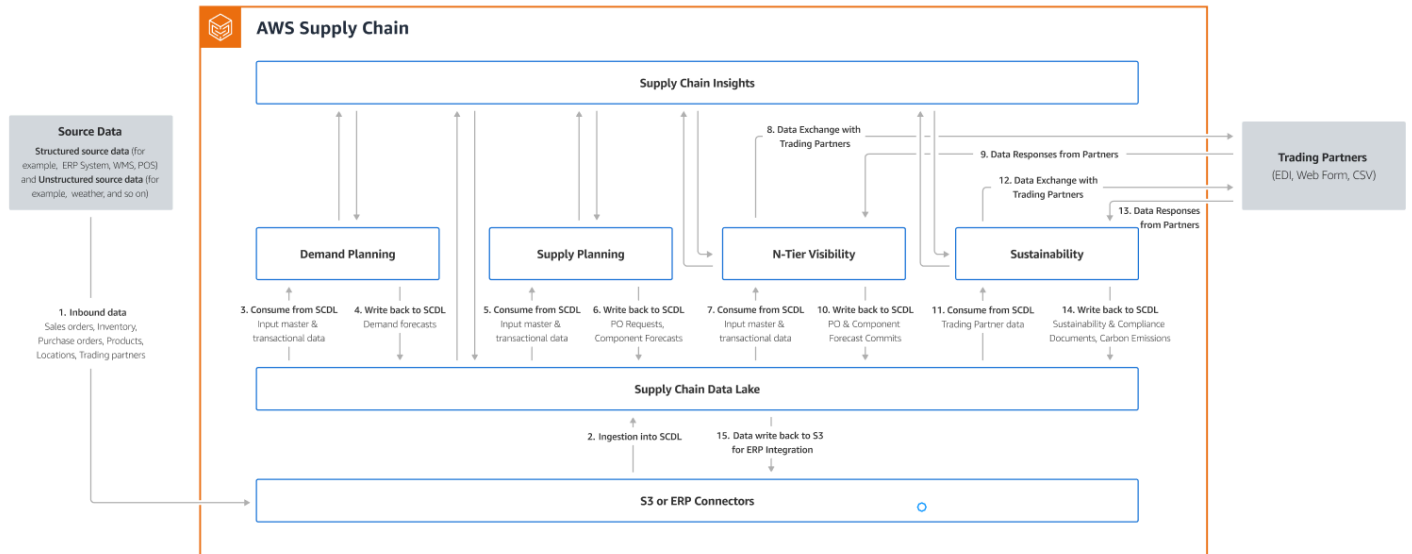 AWS Supply Chain
Supply Chain Insights
Source Data
Structured source data (for
example, ERP System, WMS, POS)
and Unstructured source data (for
example, weather, and so on)
8. Data Exchange with
Trading Partners
9. Data Responses from Partners
12. Data Exchange with
Trading Partners
13. Data Responses
from Partners
Trading Partners
(EDI, Web Form, CSV)
Demand Planning
Supply Planning
N-Tier Visibility
Sustainability
1. Inbound data
Sales orders, Inventory,
Purchase orders, Products,
Locations, Trading partners
3. Consume from SCDL
Input master &
transactional data
4. Write back to SCDL
Demand forecasts
5. Consume from SCDL
Input master &
transactional data
6. Write back to SCDL
PO Requests,
Component Forecasts
7. Consume from SCDL
Input master &
transactional data
10. Write back to SCDL
PO & Component
Forecast Commits
11. Consume from SCDL
Trading Partner data
14. Write back to SCDL
Sustainability & Compliance
Documents, Carbon Emissions
Supply Chain Data Lake
2. Ingestion into SCDL
15. Data write back to S3
for ERP Integration
S3 or ERP Connectors